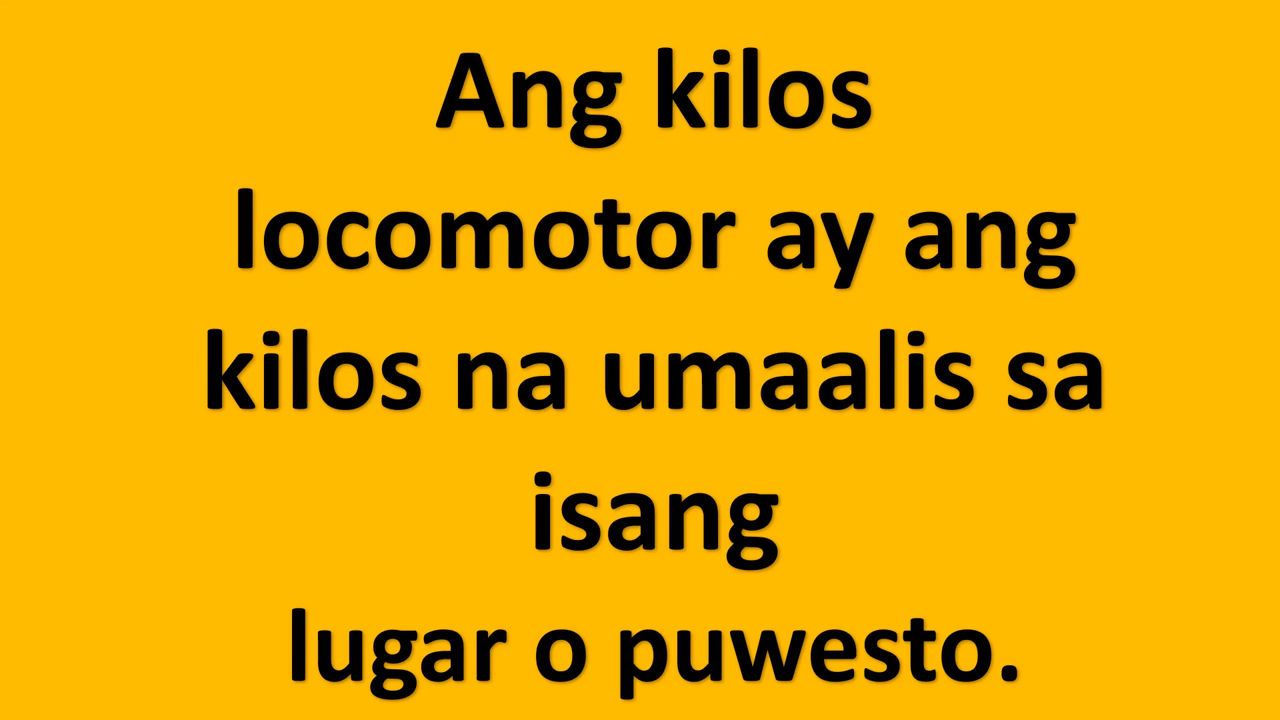 Ang kilos
locomotor ay ang
kilos na umaalis sa
isang
lugar o puwesto.